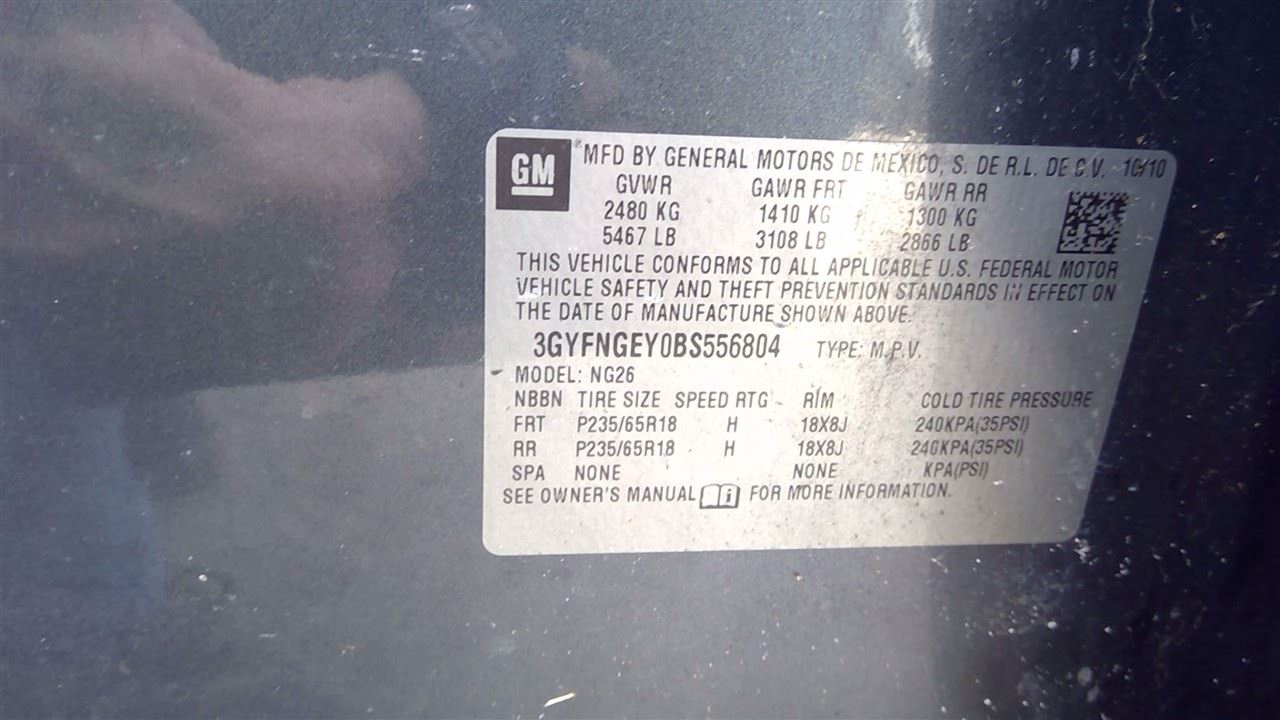 GM
MFD BY GENERAL MOTORS DE MEXICO, S. DE R.L. DE C.V. 10/10
GVWR GAWR FRT GAWR RR
2480 KG 1410 KG 1300 KG
5467 LB 3108 LB 2866 LB
THIS VEHICLE CONFORMS TO ALL APPLICABLE U.S. FEDERAL MOTOR
VEHICLE SAFETY AND THEFT PREVENTION STANDARDS IN EFFECT ON
THE DATE OF MANUFACTURE SHOWN ABOVE.
3GYFNGEY0BS556804 TYPE: M.P.V.
MODEL: NG26
NBBN TIRE SIZE SPEED RTG RIM COLD TIRE PRESSURE
FRT P235/65R18 H 18X8J 240KPA(35PSI)
RR P235/65R18 H 18X8J 240KPA(35PSI)
SPA NONE NONE KPA(PSI)
SEE OWNER'S MANUAL i FOR MORE INFORMATION.